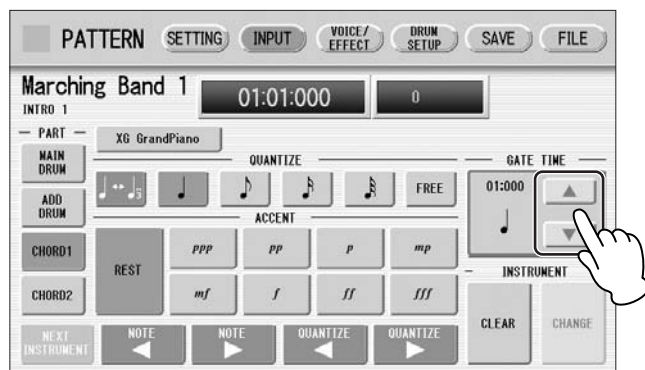 PATTERN SETTING INPUT VOICE/ EFFECT DRUM SETUP SAVE FILE
Marching Band 1 01:01:000 0
INTRO 1
PART XG GrandPiano
QUANTIZE GATE TIME
MAIN DRUM
3 FREE 01:000
ADD DRUM
ACCENT
CHORD1 REST ppp pp p mp
INSTRUMENT
CHORD2 mf f ff fff
CLEAR CHANGE
NEXT INSTRUMENT NOTE NOTE QUANTIZE QUANTIZE